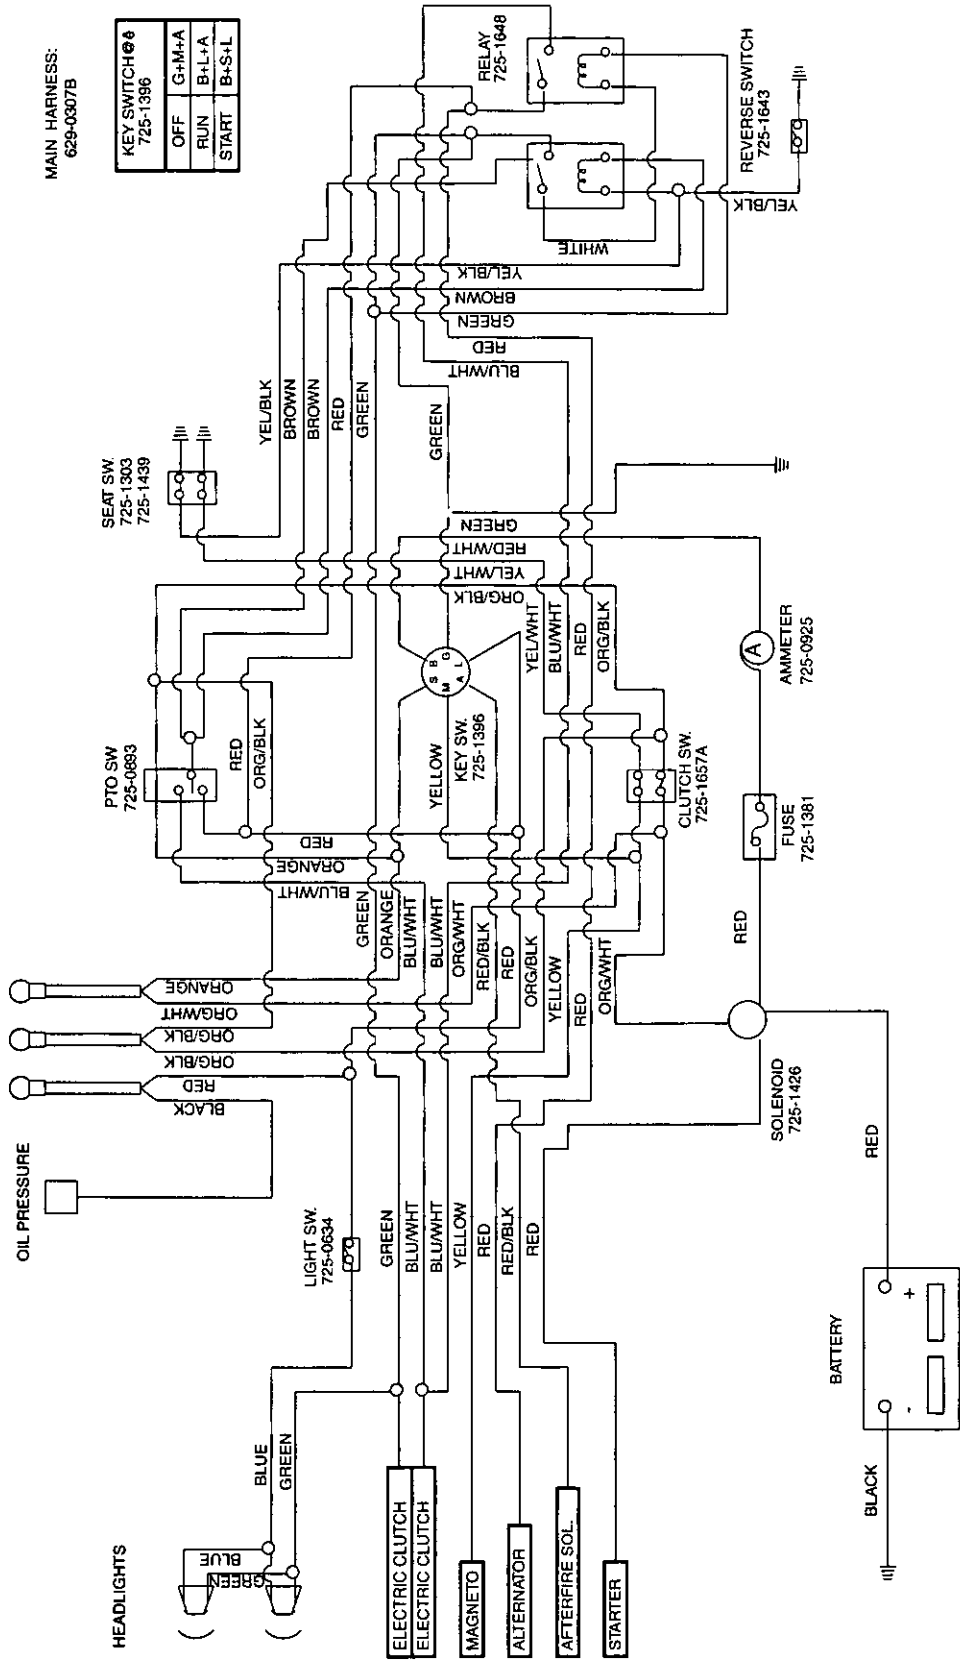 MAIN HARNESS:
629-0307B
KEY SWITCH
725-1396
OFF G+M+A
RUN B+L+A
START B+S+L
RELAY
725-1648
REVERSE SWITCH
725-1643
YEL/BLK
WHITE
YEL/BLK
BROWN
GREEN
RED
BLU/WHT
YEL/BLK
BROWN
BROWN
RED
GREEN
GREEN
SEAT SW.
725-1303
725-1439
GREEN
RED/WHT
YEL/WHT
ORG/BLK
YEL/WHT
BLU/WHT
RED
ORG/BLK
AMMETER
725-0925
A
S
B
G
L
A
M
KEY SW.
725-1396
YELLOW
PTO SW
725-0893
RED
ORG/BLK
RED
ORANGE
BLU/WHT
CLUTCH SW.
725-1657A
FUSE
725-1381
RED
GREEN
ORANGE
BLU/WHT
BLU/WHT
ORG/WHT
RED/BLK
RED
ORG/BLK
YELLOW
RED
ORG/WHT
ORANGE
ORG/WHT
ORG/BLK
ORG/BLK
RED
BLACK
OIL PRESSURE
SOLENOID
725-1426
RED
LIGHT SW.
725-0634
GREEN
BLU/WHT
BLU/WHT
YELLOW
RED
RED/BLK
RED
BATTERY
+
-
BLACK
BLUE
GREEN
BLUE
GREEN
HEADLIGHTS
ELECTRIC CLUTCH
ELECTRIC CLUTCH
MAGNETO
ALTERNATOR
AFTERFIRE SOL.
STARTER